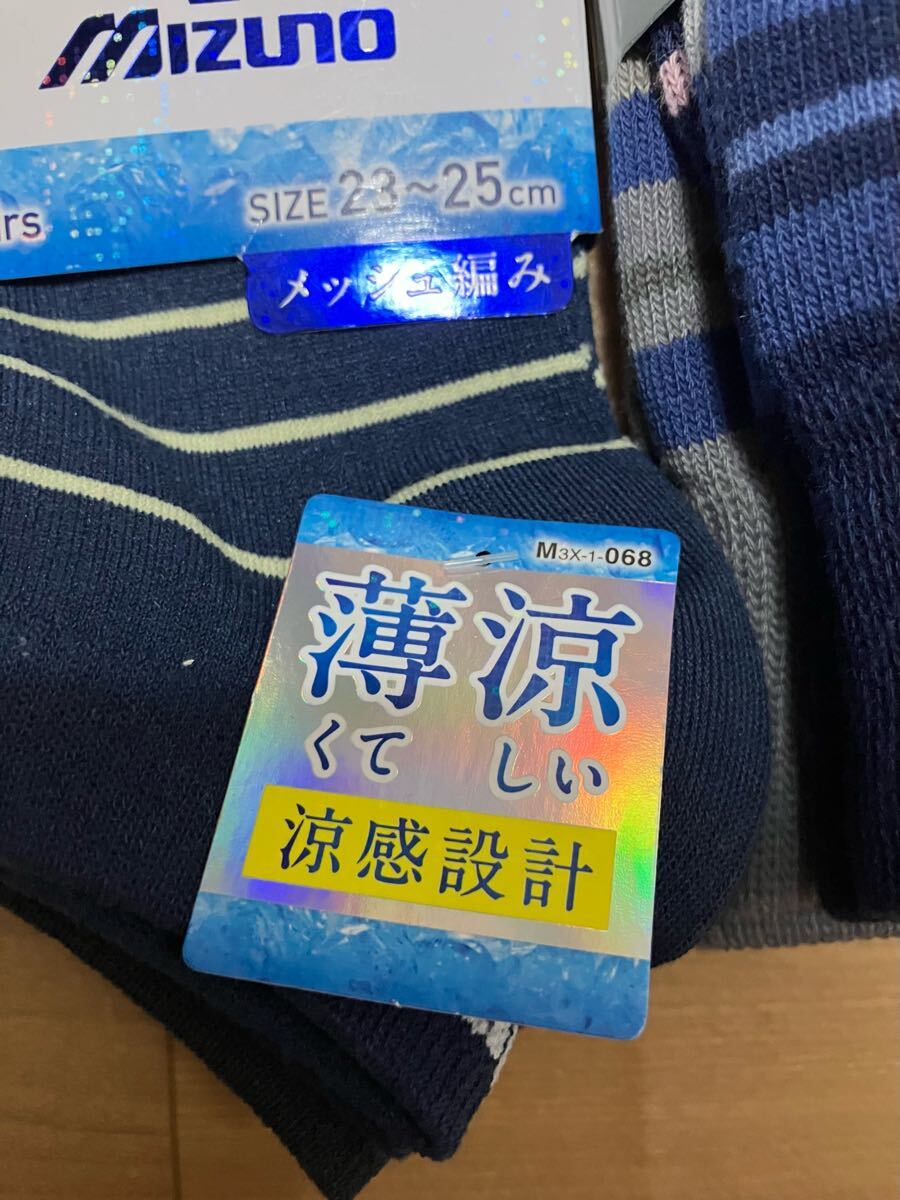 MIZUNO
SIZE 23~25cm
メッシュ編み
M3X-1-068
薄くて
涼しい
涼感設計